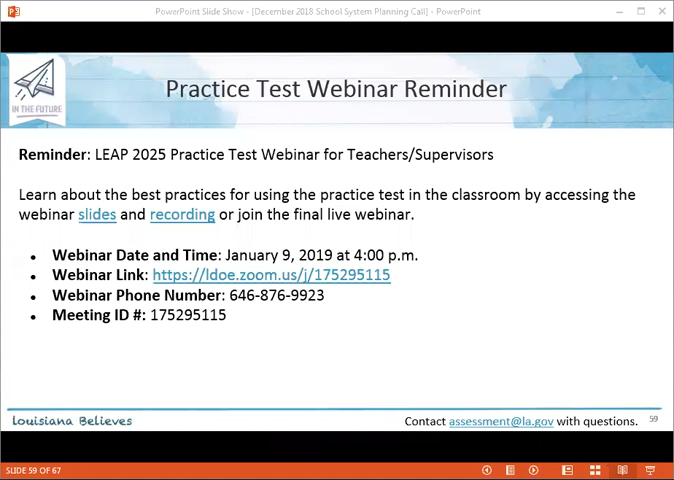 PowerPoint Slide Show - [December 2018 School System Planning Call] - PowerPoint
IN THE FUTURE
Practice Test Webinar Reminder
Reminder: LEAP 2025 Practice Test Webinar for Teachers/Supervisors
Learn about the best practices for using the practice test in the classroom by accessing the
webinar slides and recording or join the final live webinar.
• Webinar Date and Time: January 9, 2019 at 4:00 p.m.
• Webinar Link: https://ldoe.zoom.us/j/175295115
• Webinar Phone Number: 646-876-9923
• Meeting ID #: 175295115
Louisiana Believes
Contact assessment@la.gov with questions.
59
SLIDE 59 OF 67